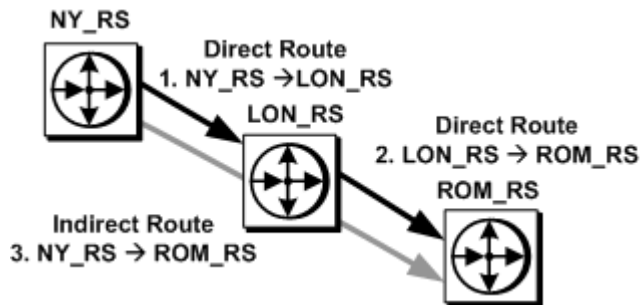 NY_RS
Direct Route
1. NY_RS →LON_RS
LON_RS
Direct Route
2. LON_RS → ROM_RS
ROM_RS
Indirect Route
3. NY_RS → ROM_RS